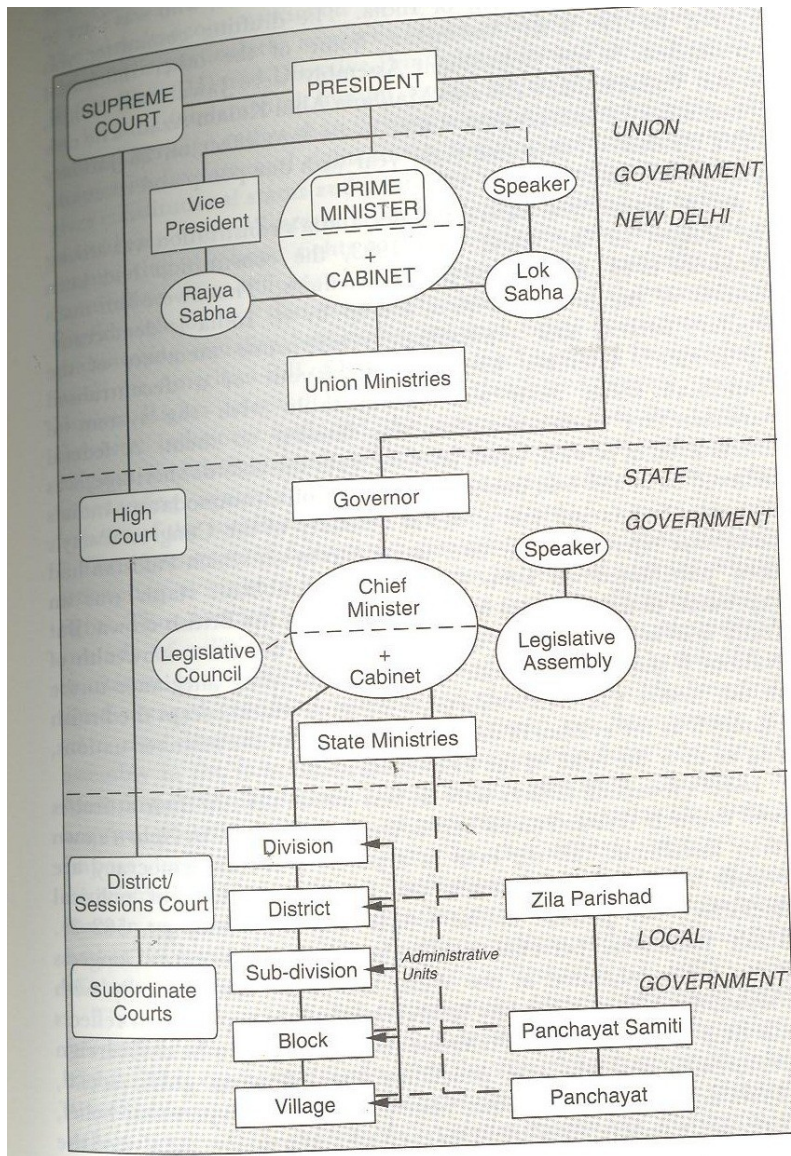 SUPREME
COURT
PRESIDENT
UNION
GOVERNMENT
NEW DELHI
Vice
President
PRIME
MINISTER
+
CABINET
Speaker
Rajya
Sabha
Lok
Sabha
Union Ministries
STATE
GOVERNMENT
High
Court
Governor
Speaker
Chief
Minister
+
Cabinet
Legislative
Council
Legislative
Assembly
State Ministries
Division
District/
Sessions Court
District
Zila Parishad
LOCAL
GOVERNMENT
Administrative
Units
Sub-division
Subordinate
Courts
Block
Panchayat Samiti
Village
Panchayat